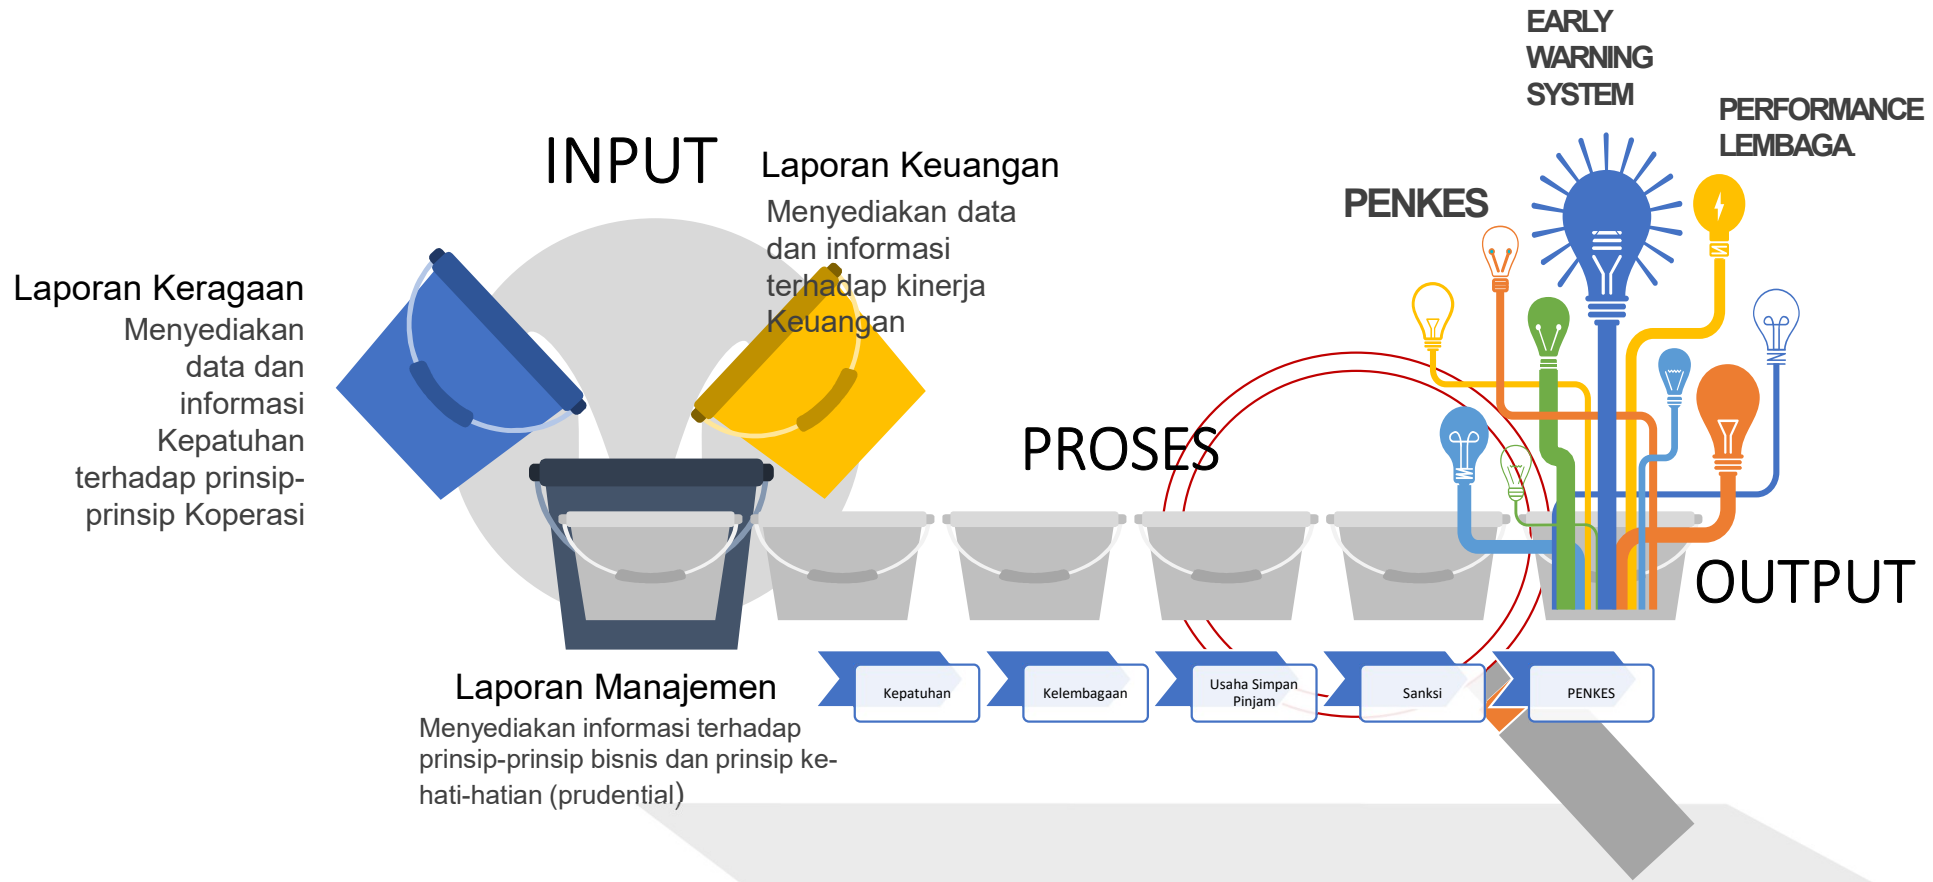 INPUT
Laporan Keuangan
Menyediakan data
dan informasi
terhadap kinerja
Keuangan
Laporan Keragaan
Menyediakan
data dan
informasi
Kepatuhan
terhadap prinsip-
prinsip Koperasi
Laporan Manajemen
Menyediakan informasi terhadap
prinsip-prinsip bisnis dan prinsip ke-
hati-hatian (prudential)
PROSES
Kepatuhan
Kelembagaan
Usaha Simpan
Pinjam
Sanksi
PENKES
EARLY
WARNING
SYSTEM
PERFORMANCE
LEMBAGA.
PENKES
OUTPUT